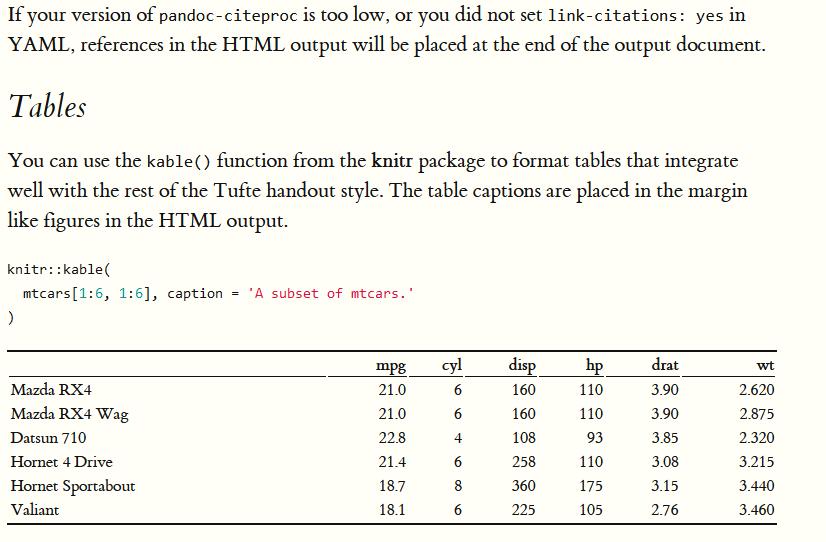 If your version of pandoc-citeproc is too low, or you did not set link-citations: yes in
YAML, references in the HTML output will be placed at the end of the output document.
Tables
You can use the kable() function from the knitr package to format tables that integrate
well with the rest of the Tufte handout style. The table captions are placed in the margin
like figures in the HTML output.
knitr::kable(
  mtcars[1:6, 1:6], caption = 'A subset of mtcars.'
)
mpg cyl disp hp drat wt
Mazda RX4 21.0 6 160 110 3.90 2.620
Mazda RX4 Wag 21.0 6 160 110 3.90 2.875
Datsun 710 22.8 4 108 93 3.85 2.320
Hornet 4 Drive 21.4 6 258 110 3.08 3.215
Hornet Sportabout 18.7 8 360 175 3.15 3.440
Valiant 18.1 6 225 105 2.76 3.460